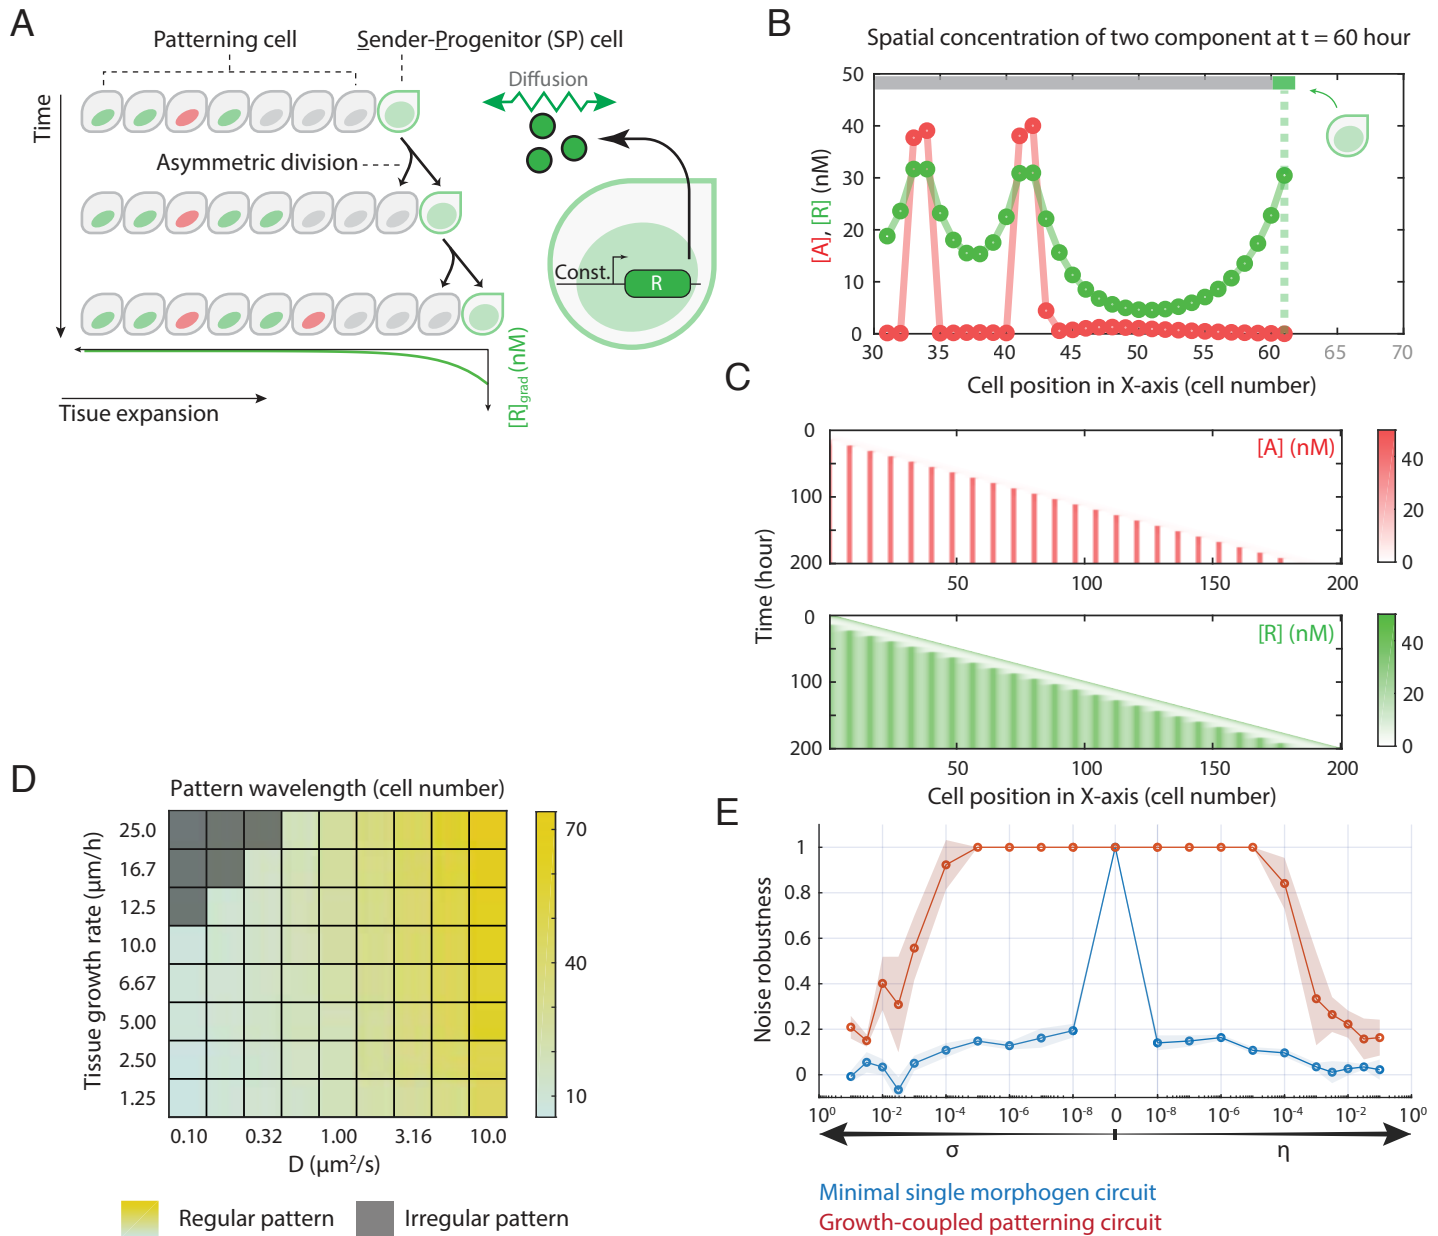 A
Patterning cell
Sender-Progenitor (SP) cell
Time
Asymmetric division
Diffusion
Const.
R
[R]grad (nM)
Tissue expansion
B
Spatial concentration of two component at t = 60 hour
[A], [R] (nM)
50
40
30
20
10
0
30 35 40 45 50 55 60 65 70
Cell position in X-axis (cell number)
C
Time (hour)
0
100
200
[A] (nM)
50 100 150 200
40
20
0
0
100
200
[R] (nM)
50 100 150 200
40
20
0
Cell position in X-axis (cell number)
D
Pattern wavelength (cell number)
Tissue growth rate (μm/h)
25.0
16.7
12.5
10.0
6.67
5.00
2.50
1.25
0.10 0.32 1.00 3.16 10.0
D (μm²/s)
70
40
10
Regular pattern
Irregular pattern
E
Noise robustness
1
0.8
0.6
0.4
0.2
0
10⁰ 10⁻² 10⁻⁴ 10⁻⁶ 10⁻⁸ 0 10⁻⁸ 10⁻⁶ 10⁻⁴ 10⁻² 10⁰
σ η
Minimal single morphogen circuit
Growth-coupled patterning circuit